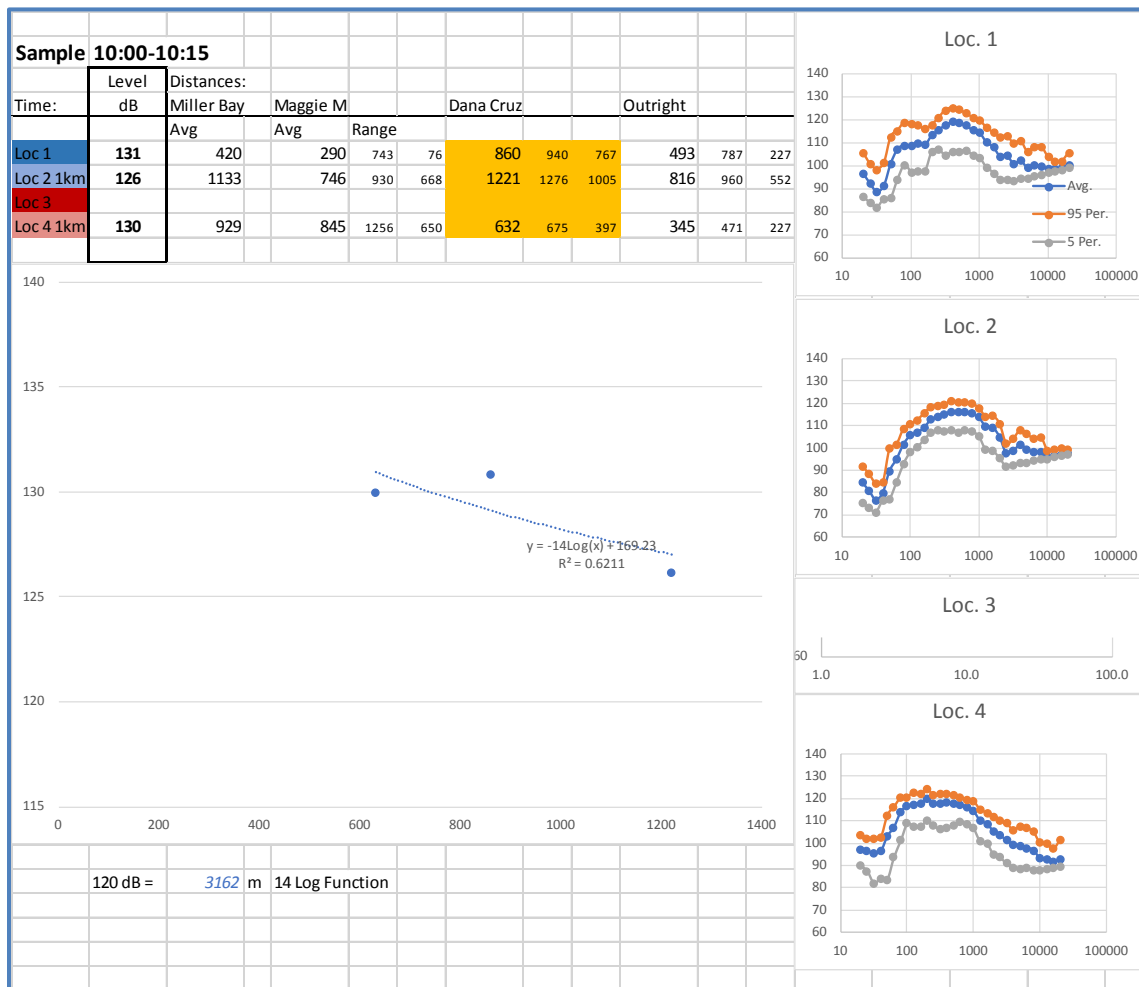 Sample 10:00-10:15
Level Distances:
Time: dB Miller Bay Maggie M Dana Cruz Outright
Avg Avg Range
Loc 1 131 420 290 743 76 860 940 767 493 787 227
Loc 2 1km 126 1133 746 930 668 1221 1276 1005 816 960 552
Loc 3
Loc 4 1km 130 929 845 1256 650 632 675 397 345 471 227
140
135
130
125
120
115
0 200 400 600 800 1000 1200 1400
y = -14Log(x) + 169.23
R² = 0.6211
120 dB = 3162 m 14 Log Function
Loc. 1
140
130
120
110
100
90
80
70
60
10 100 1000 10000 100000
Avg.
95 Per.
5 Per.
Loc. 2
140
130
120
110
100
90
80
70
60
10 100 1000 10000 100000
Loc. 3
60
1.0 10.0 100.0
Loc. 4
140
130
120
110
100
90
80
70
60
10 100 1000 10000 100000